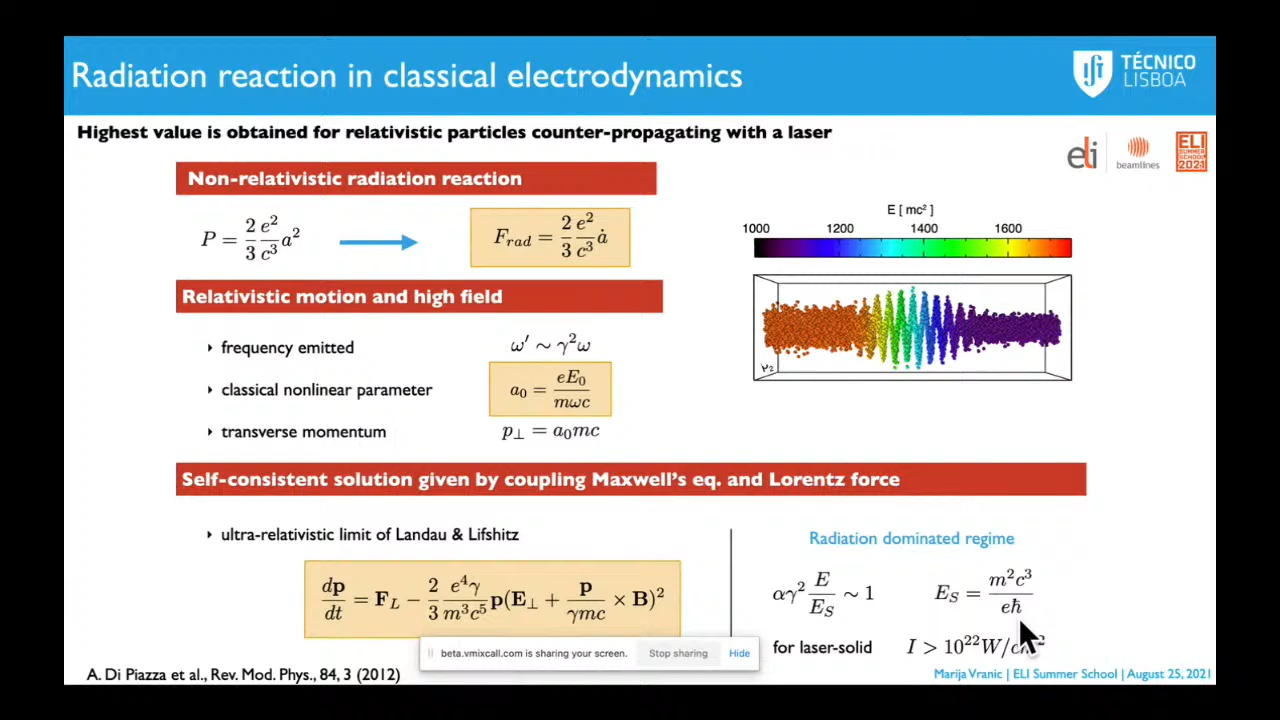 Radiation reaction in classical electrodynamics
TÉCNICO
LISBOA
Highest value is obtained for relativistic particles counter-propagating with a laser
eli
beamlines
ELI
SUMMER
SCHOOL
2021
Non-relativistic radiation reaction
P = 2/3 e²/c³ a²
F_rad = 2/3 e²/c³ ȧ
E [ mc² ]
1000 1200 1400 1600
Relativistic motion and high field
‣ frequency emitted ω′ ∼ γ²ω
‣ classical nonlinear parameter a₀ = eE₀/mωc
‣ transverse momentum p⊥ = a₀mc
Self-consistent solution given by coupling Maxwell's eq. and Lorentz force
‣ ultra-relativistic limit of Landau & Lifshitz
dp/dt = F_L − 2/3 e⁴γ/m³c⁵ p(E⊥ + p/γmc × B)²
Radiation dominated regime
αγ² E/E_S ∼ 1 E_S = m²c³/eħ
for laser-solid I > 10²²W/
beta.vmixcall.com is sharing your screen. Stop sharing Hide
A. Di Piazza et al., Rev. Mod. Phys., 84, 3 (2012)
Marija Vranic | ELI Summer School | August 25, 2021